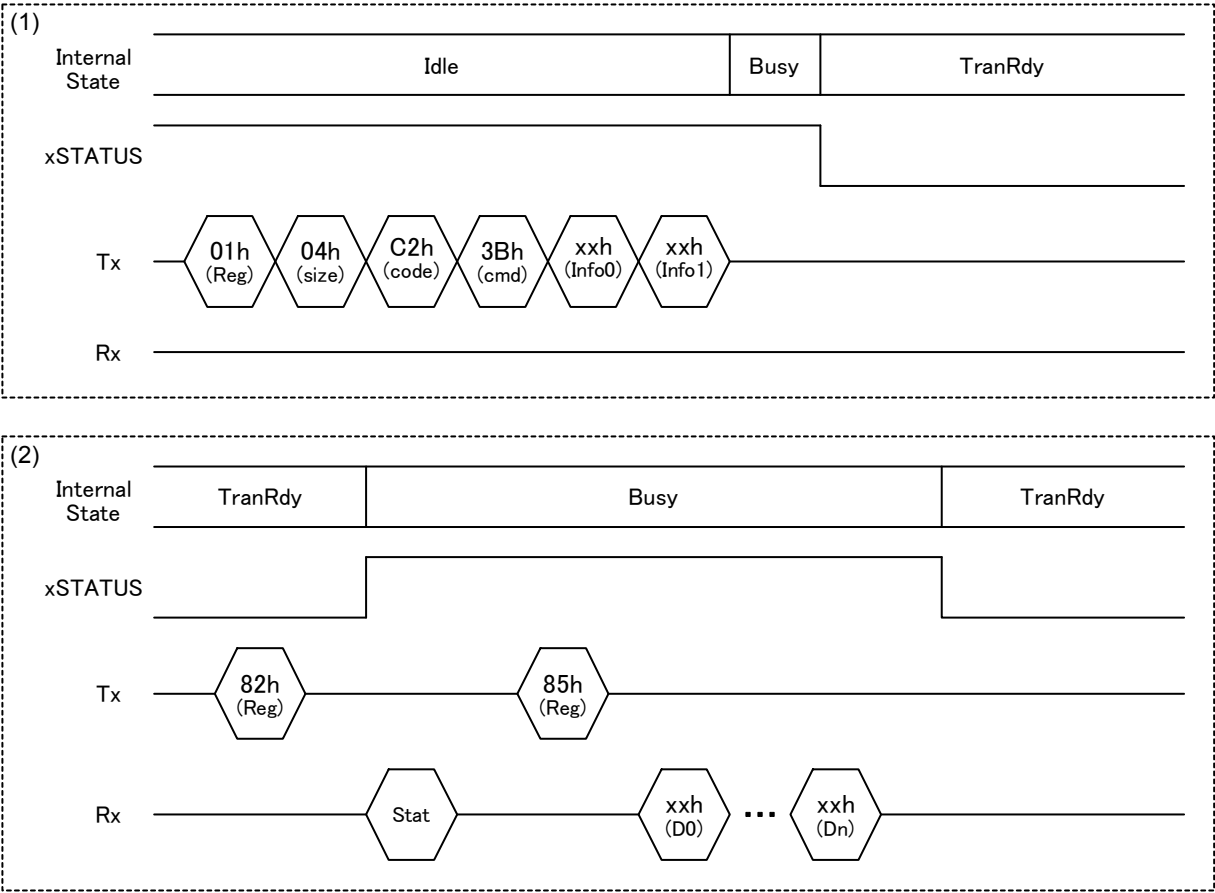 (1)
Internal
State
Idle
Busy
TranRdy
xSTATUS
Tx
01h
(Reg)
04h
(size)
C2h
(code)
3Bh
(cmd)
xxh
(Info0)
xxh
(Info1)
Rx
(2)
Internal
State
TranRdy
Busy
TranRdy
xSTATUS
Tx
82h
(Reg)
85h
(Reg)
Rx
Stat
xxh
(D0)
...
xxh
(Dn)